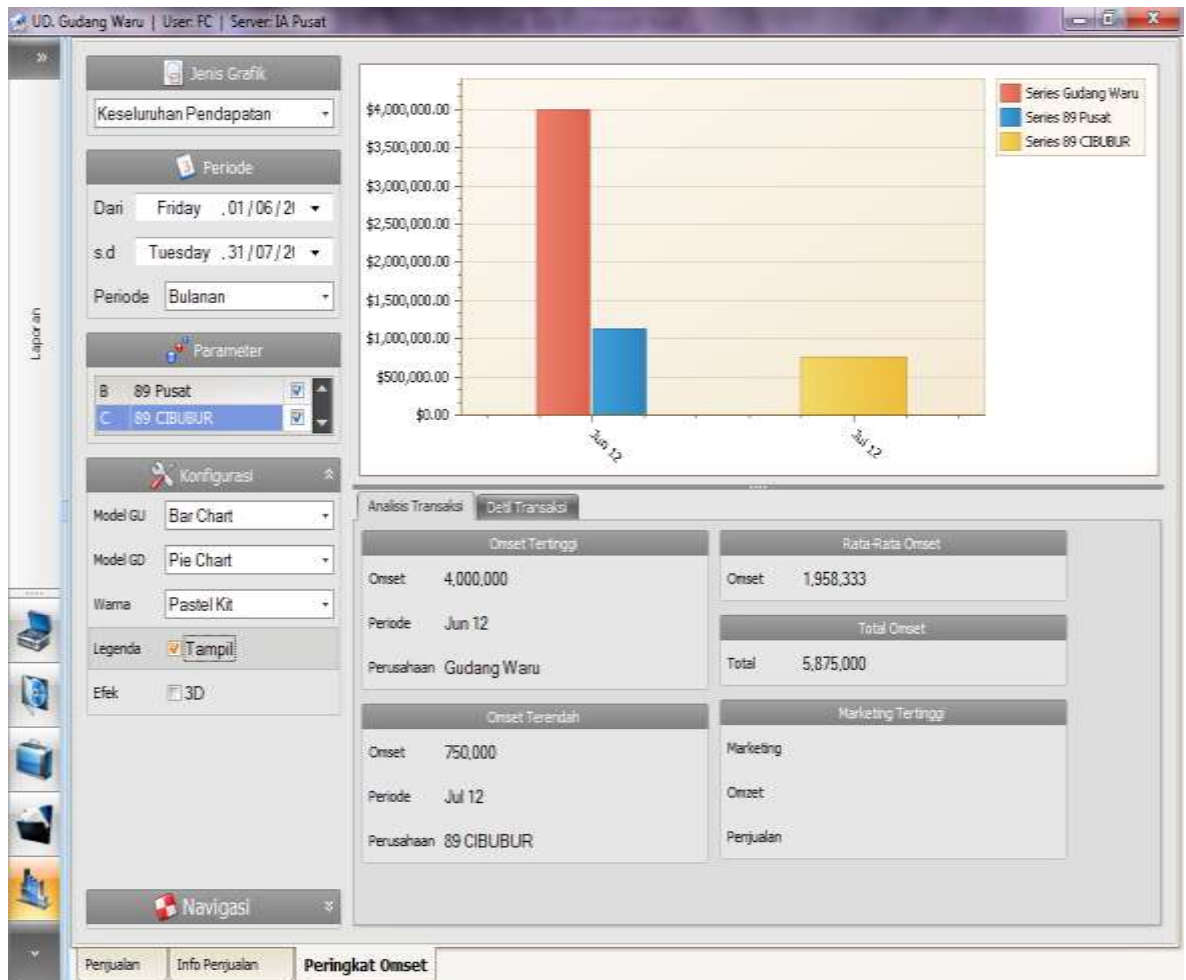 UD. Gudang Waru | User: FC | Server: IA Pusat
»
Laporan
Jenis Grafik
Keseluruhan Pendapatan
3 Periode
Dari Friday , 01 / 06 / 2
s.d Tuesday , 31 / 07 / 2
Periode Bulanan
Parameter
B 89 Pusat
C 89 CIBUBUR
Konfigurasi
Model GU Bar Chart
Model GD Pie Chart
Warna Pastel Kit
Legenda Tampil
Efek 3D
Navigasi
$4,000,000.00
$3,500,000.00
$3,000,000.00
$2,500,000.00
$2,000,000.00
$1,500,000.00
$1,000,000.00
$500,000.00
$0.00
Jun 12
Jul 12
Series Gudang Waru
Series 89 Pusat
Series 89 CIBUBUR
Analisis Transaksi Detil Transaksi
Omset Tertinggi
Omset 4,000,000
Periode Jun 12
Perusahaan Gudang Waru
Omset Terendah
Omset 750,000
Periode Jul 12
Perusahaan 89 CIBUBUR
Rata-Rata Omset
Omset 1,958,333
Total Omset
Total 5,875,000
Marketing Tertinggi
Marketing
Omzet
Penjualan
Penjualan Info Penjualan Peringkat Omset